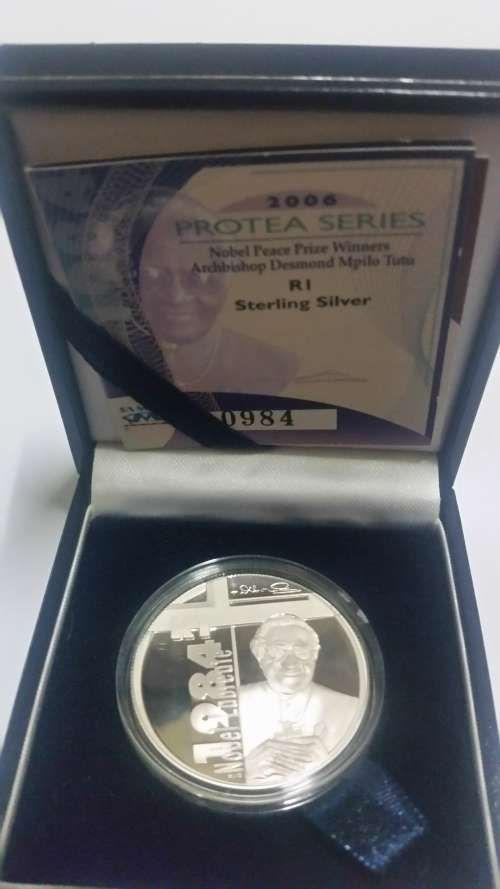 2006
PROTEA SERIES
Nobel Peace Prize Winners
Archbishop Desmond Mpilo Tutu
R1
Sterling Silver
0984
1984
Nobel Laureate